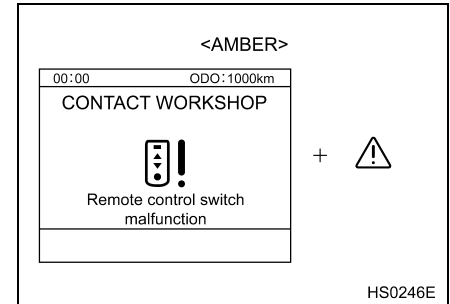 <AMBER>
00:00 ODO:1000km
CONTACT WORKSHOP
Remote control switch
malfunction
+
HS0246E